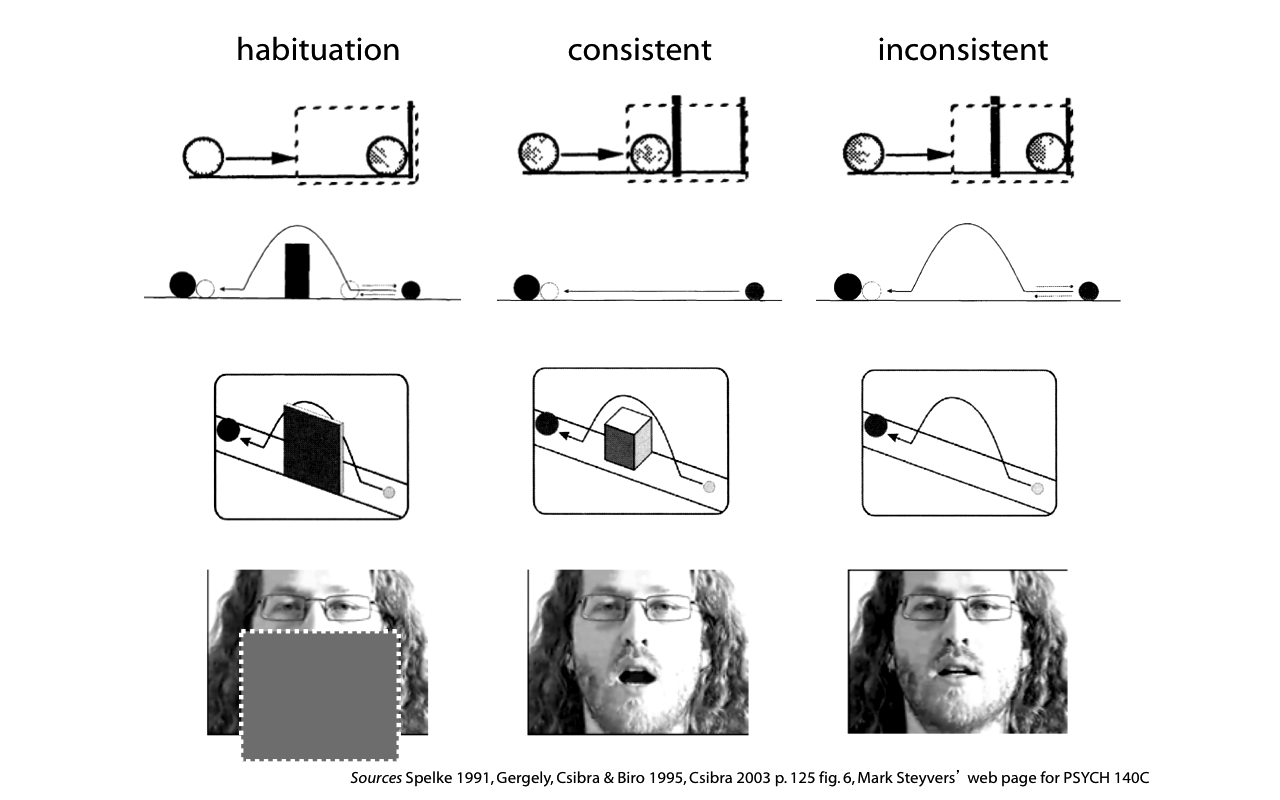 habituation
consistent
inconsistent
Sources Spelke 1991, Gergely, Csibra & Biro 1995, Csibra 2003 p. 125 fig. 6, Mark Steyvers’ web page for PSYCH 140C